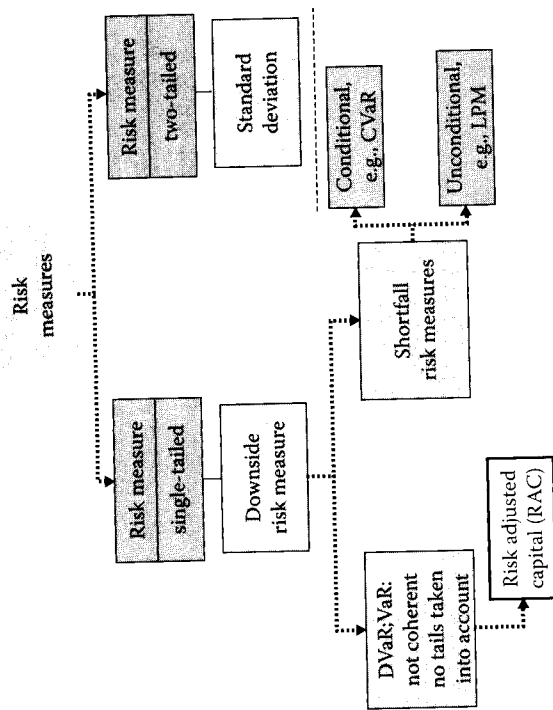 Risk
measures
Risk measure
single-tailed
Downside
risk measure
Risk measure
two-tailed
Standard
deviation
DVaR;VaR:
not coherent
no tails taken
into account
Risk adjusted
capital (RAC)
Shortfall
risk measures
Conditional,
e.g., CVaR
Unconditional,
e.g., LPM